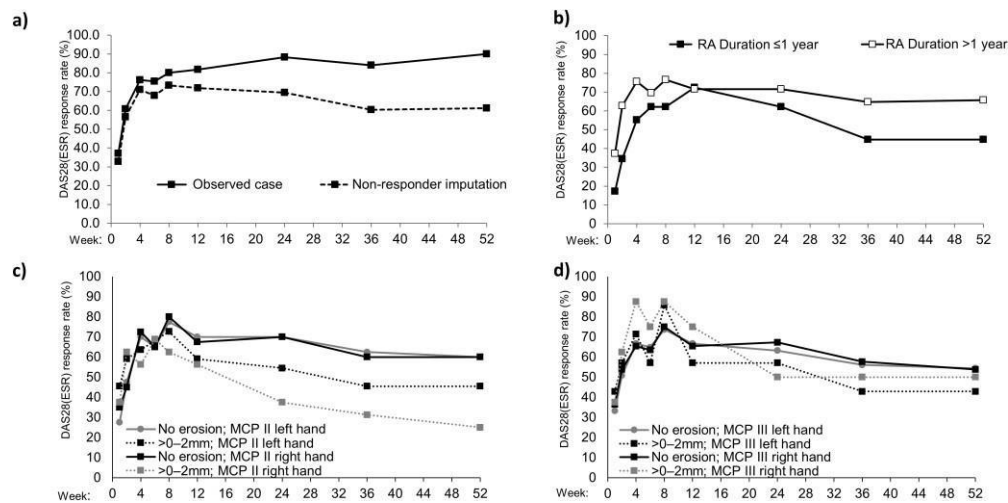 a)
DAS28(ESR) response rate (%)
100.0
90.0
80.0
70.0
60.0
50.0
40.0
30.0
20.0
10.0
0.0
Observed case
Non-responder imputation
Week: 0 4 8 12 16 20 24 28 32 36 40 44 48 52
b)
DAS28(ESR) response rate (%)
100
90
80
70
60
50
40
30
20
10
0
RA Duration ≤1 year
RA Duration >1 year
Week: 0 4 8 12 16 20 24 28 32 36 40 44 48 52
c)
DAS28(ESR) response rate (%)
100
90
80
70
60
50
40
30
20
10
0
No erosion; MCP II left hand
>0–2mm; MCP II left hand
No erosion; MCP II right hand
>0–2mm; MCP II right hand
Week: 0 4 8 12 16 20 24 28 32 36 40 44 48 52
d)
DAS28(ESR) response rate (%)
100
90
80
70
60
50
40
30
20
10
0
No erosion; MCP III left hand
>0–2mm; MCP III left hand
No erosion; MCP III right hand
>0–2mm; MCP III right hand
Week: 0 4 8 12 16 20 24 28 32 36 40 44 48 52